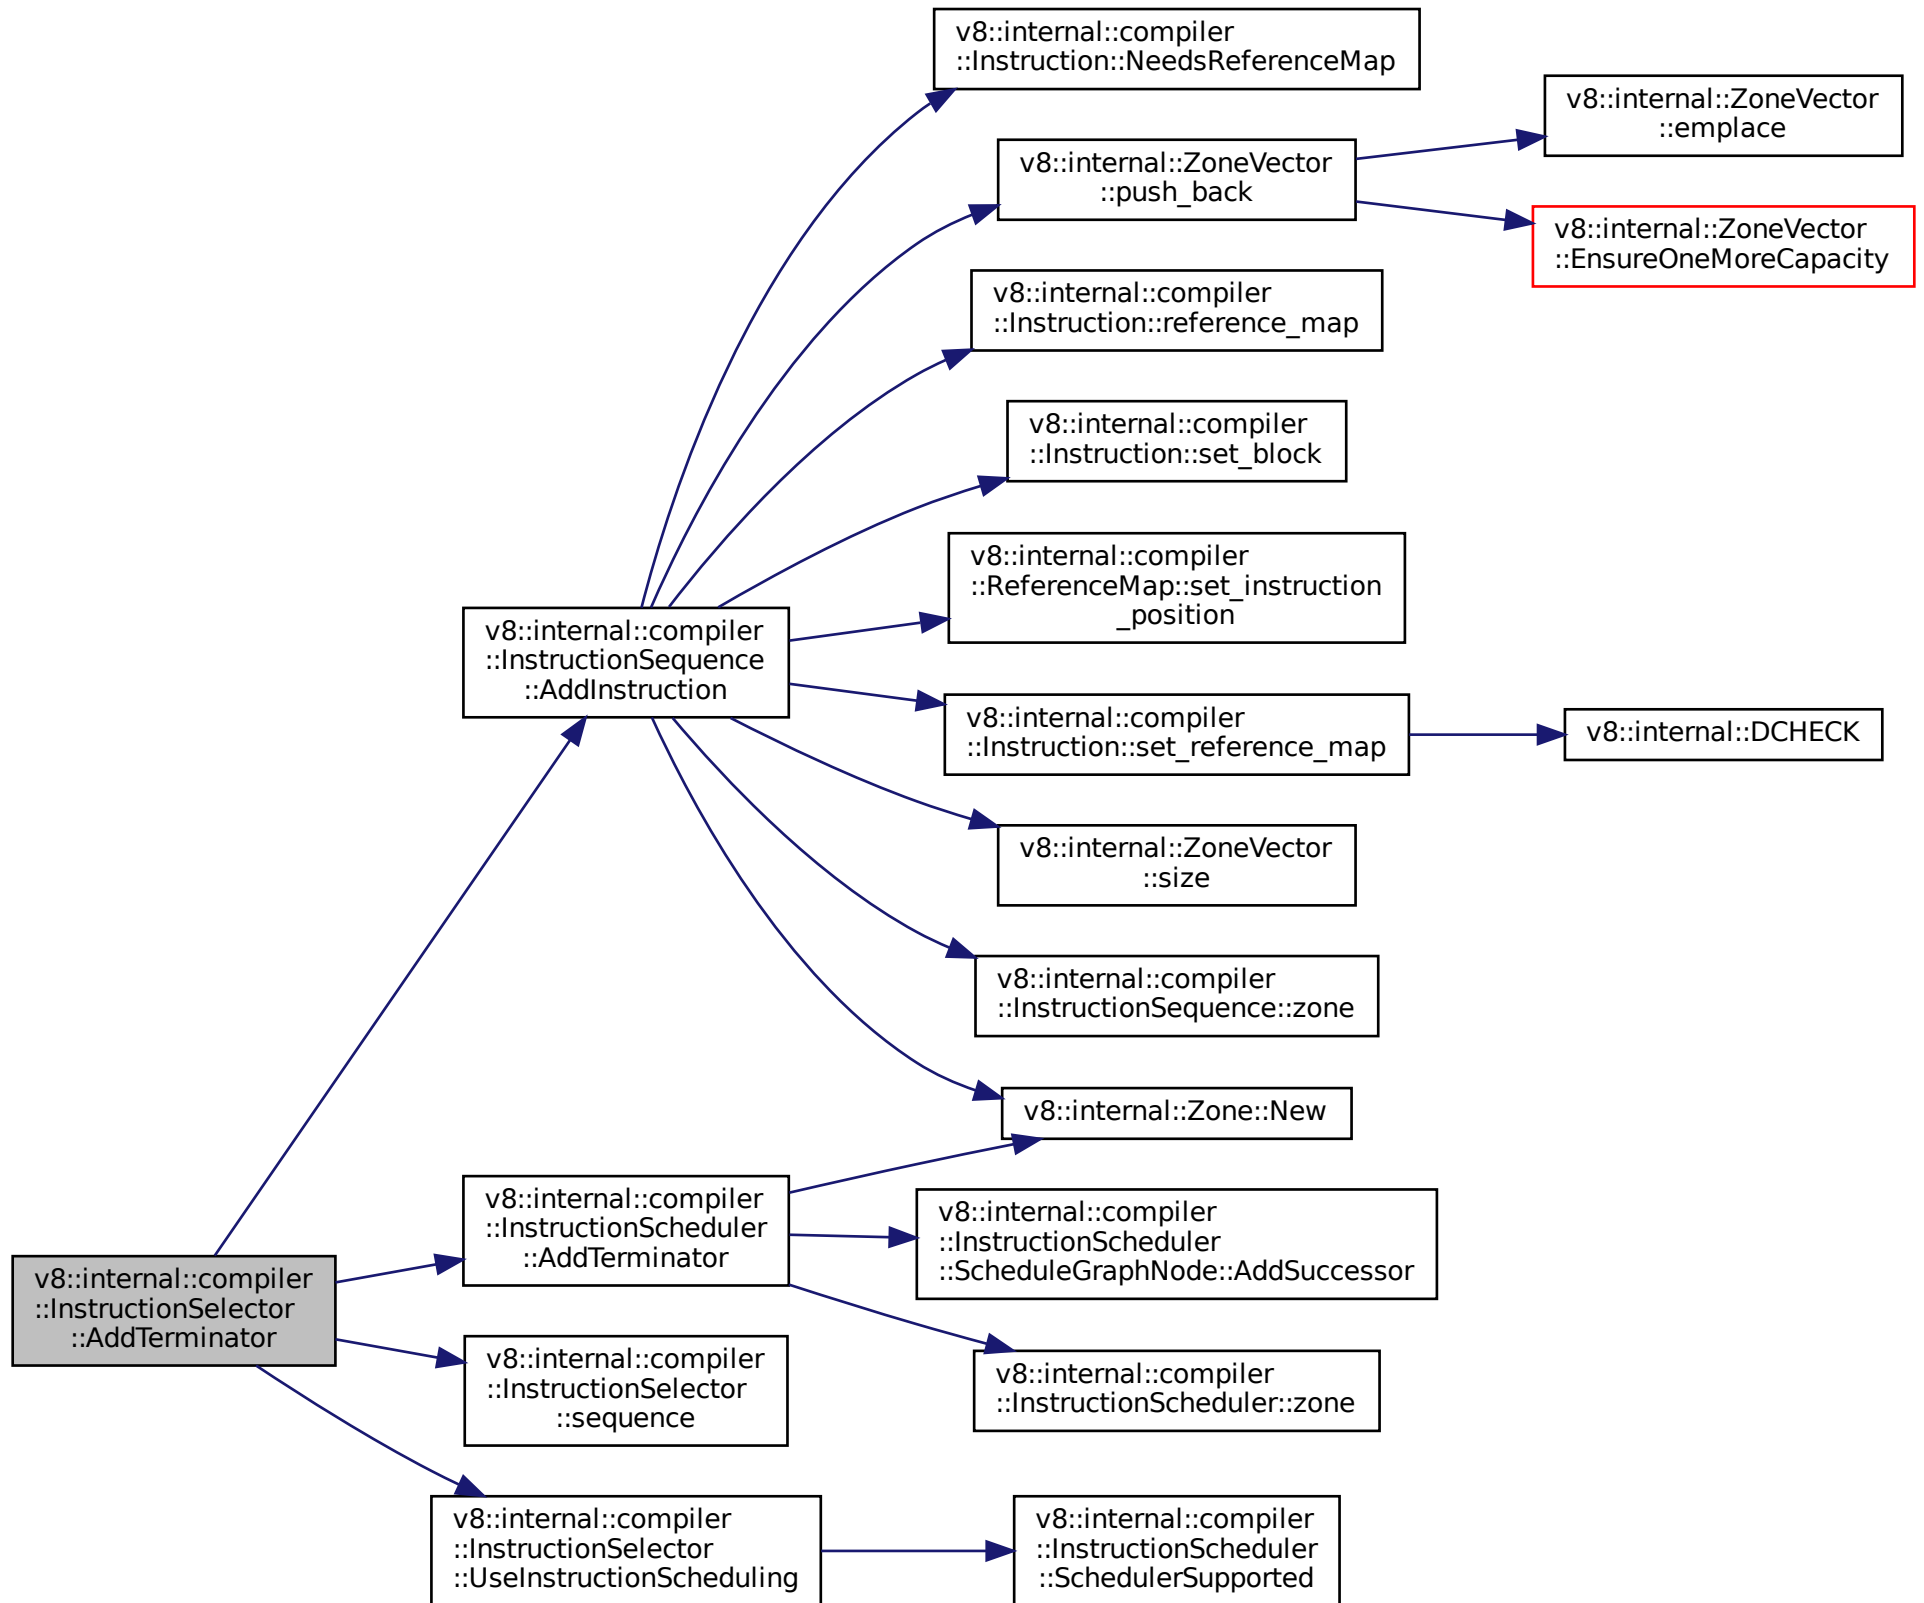 v8::internal::compiler
::Instruction::NeedsReferenceMap
v8::internal::ZoneVector
::emplace
v8::internal::ZoneVector
::push_back
v8::internal::ZoneVector
::EnsureOneMoreCapacity
v8::internal::compiler
::Instruction::reference_map
v8::internal::compiler
::Instruction::set_block
v8::internal::compiler
::ReferenceMap::set_instruction
_position
v8::internal::compiler
::InstructionSequence
::AddInstruction
v8::internal::compiler
::Instruction::set_reference_map
v8::internal::DCHECK
v8::internal::ZoneVector
::size
v8::internal::compiler
::InstructionSequence::zone
v8::internal::Zone::New
v8::internal::compiler
::InstructionScheduler
::AddTerminator
v8::internal::compiler
::InstructionScheduler
::ScheduleGraphNode::AddSuccessor
v8::internal::compiler
::InstructionSelector
::AddTerminator
v8::internal::compiler
::InstructionSelector
::sequence
v8::internal::compiler
::InstructionScheduler::zone
v8::internal::compiler
::InstructionSelector
::UseInstructionScheduling
v8::internal::compiler
::InstructionScheduler
::SchedulerSupported